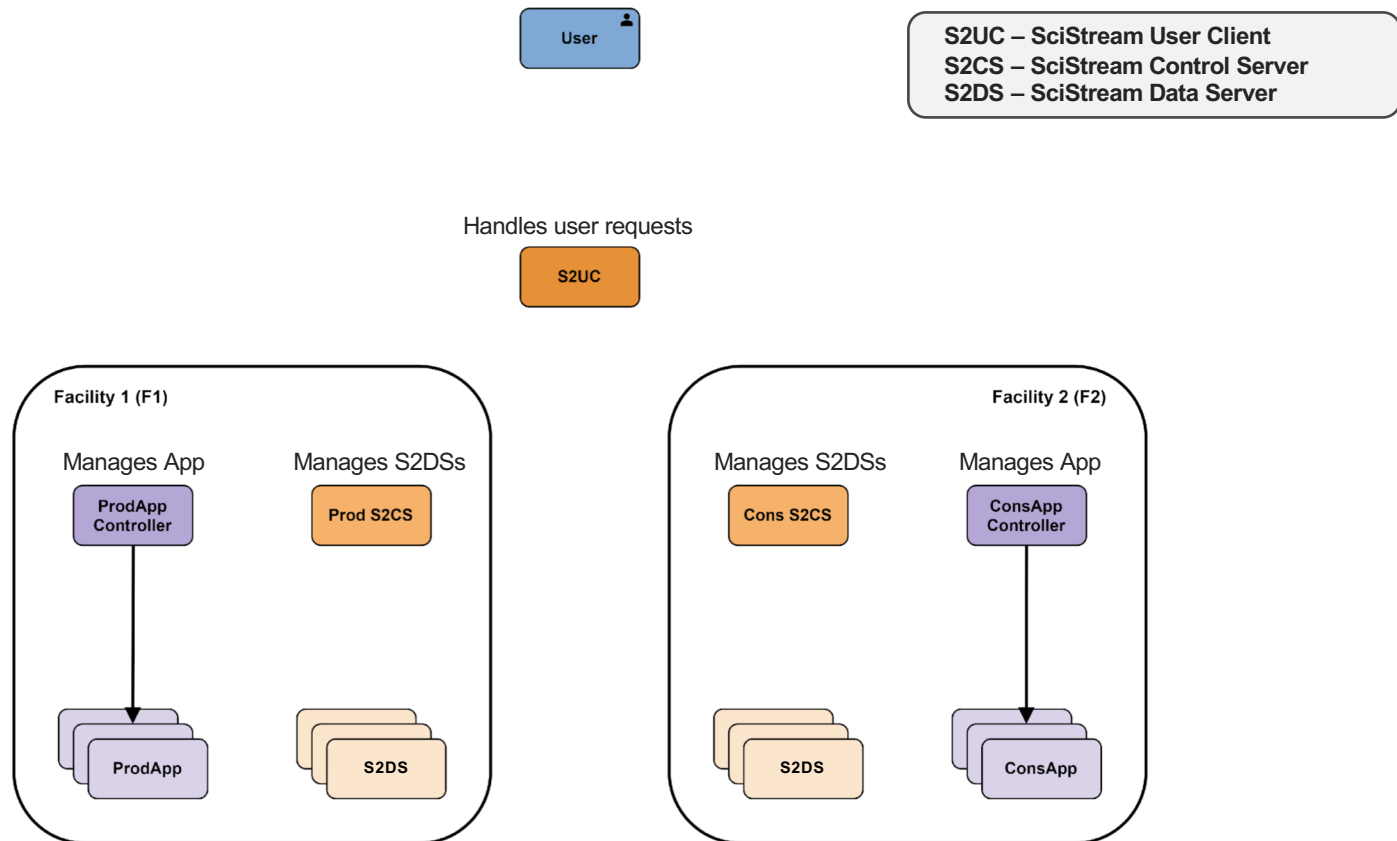 User
S2UC – SciStream User Client
S2CS – SciStream Control Server
S2DS – SciStream Data Server
Handles user requests
S2UC
Facility 1 (F1)
Manages App
Manages S2DSs
ProdApp
Controller
Prod S2CS
ProdApp
S2DS
Facility 2 (F2)
Manages S2DSs
Manages App
Cons S2CS
ConsApp
Controller
S2DS
ConsApp